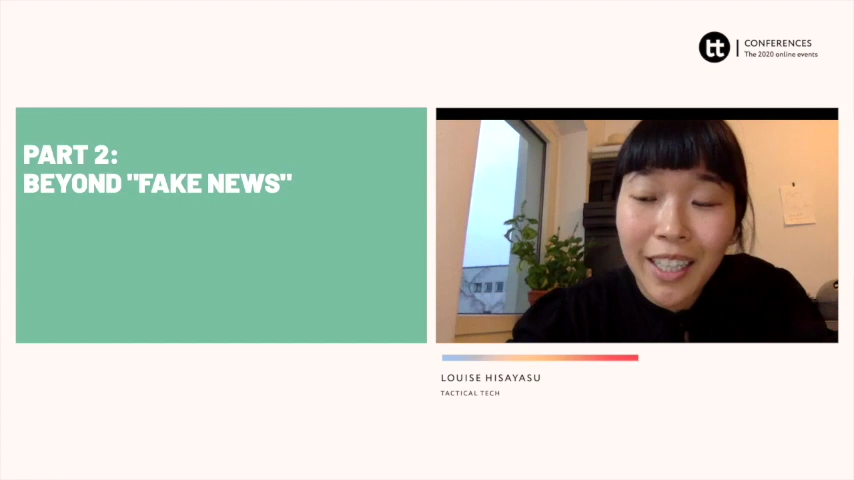 tt
CONFERENCES
The 2020 online events
PART 2:
BEYOND "FAKE NEWS"
LOUISE HISAYASU
TACTICAL TECH